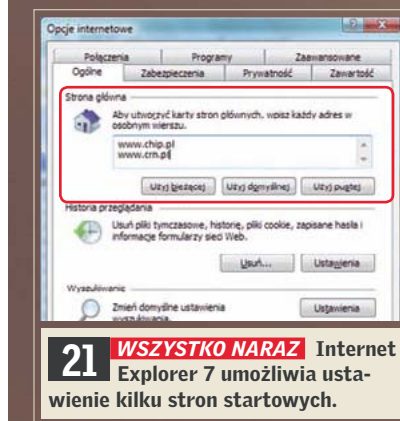 Opcje internetowe
Połączenia Programy Zaawansowane
Ogólne Zabezpieczenia Prywatność Zawartość
Strona główna
Aby utworzyć karty stron głównych, wpisz każdy adres w
osobnym wierszu.
www.chip.pl
www.crn.pl
Użyj bieżącej Użyj domyślnej Użyj pustej
Historia przeglądania
Usuń pliki tymczasowe, historię, pliki cookie, zapisane hasła i
informacje formularzy sieci Web.
Usuń... Ustawienia
Wyszukiwanie
Zmień domyślne ustawienia Ustawienia
wyszukiwania.
21 WSZYSTKO NARAZ Internet
Explorer 7 umożliwia usta-
wienie kilku stron startowych.